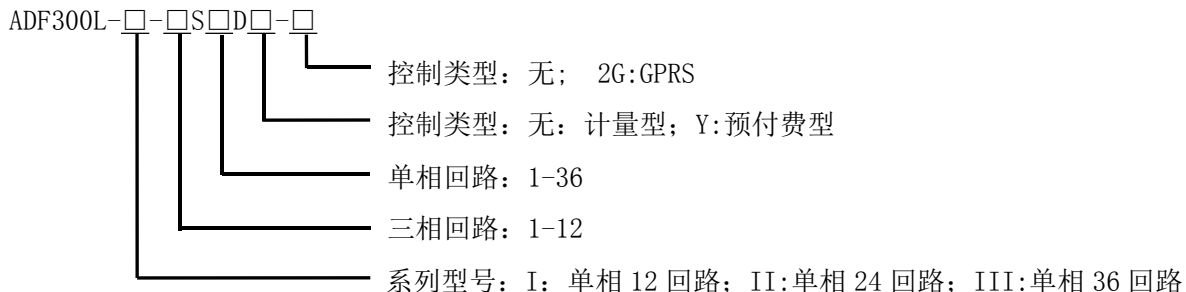 ADF300L-□-□S□D□-□
控制类型：无； 2G:GPRS
控制类型：无：计量型；Y:预付费型
单相回路：1-36
三相回路：1-12
系列型号：I：单相 12 回路；II:单相 24 回路；III:单相 36 回路